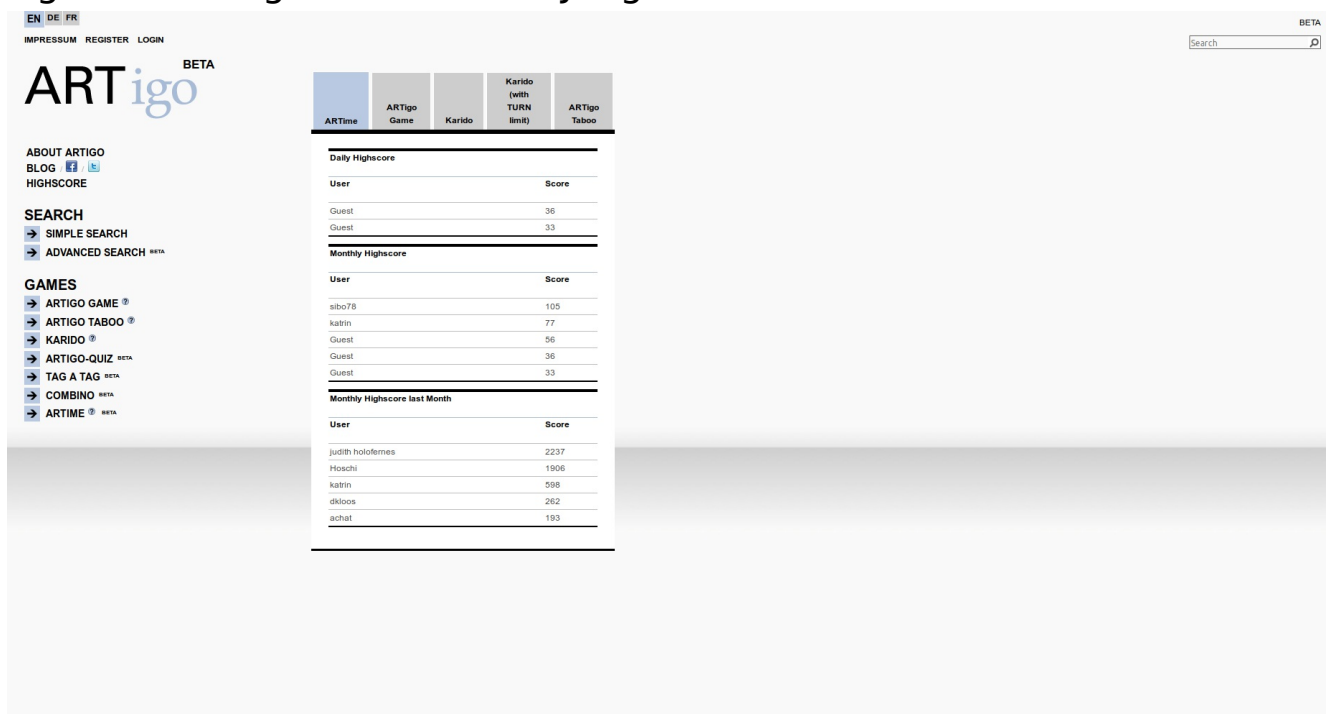 EN DE FR
BETA
IMPRESSUM REGISTER LOGIN
Search
ARTigo BETA
ARTime
ARTigo Game
Karido
Karido (with TURN limit)
ARTigo Taboo
ABOUT ARTIGO
BLOG / /
HIGHSCORE
SEARCH
SIMPLE SEARCH
ADVANCED SEARCH BETA
GAMES
ARTIGO GAME ?
ARTIGO TABOO ?
KARIDO ?
ARTIGO-QUIZ BETA
TAG A TAG BETA
COMBINO BETA
ARTIME ? BETA
Daily Highscore
User Score
Guest 36
Guest 33
Monthly Highscore
User Score
sibo78 105
katrin 77
Guest 56
Guest 36
Guest 33
Monthly Highscore last Month
User Score
judith holofernes 2237
Hoschi 1906
katrin 598
dkloos 262
achat 193